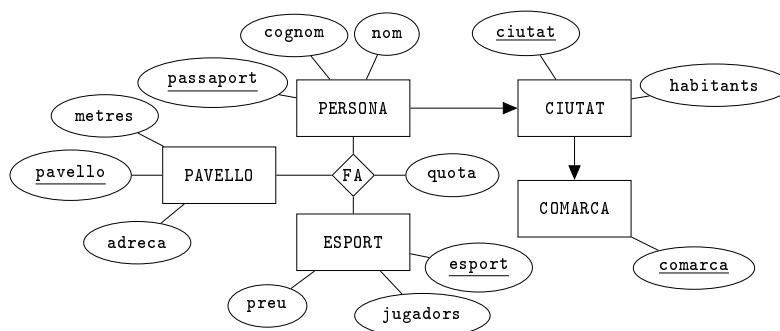 cognom
nom
ciutat
passaport
habitants
metres
PERSONA
CIUTAT
pavello
PAVELLO
FA
quota
COMARCA
adreca
ESPORT
esport
comarca
preu
jugadors